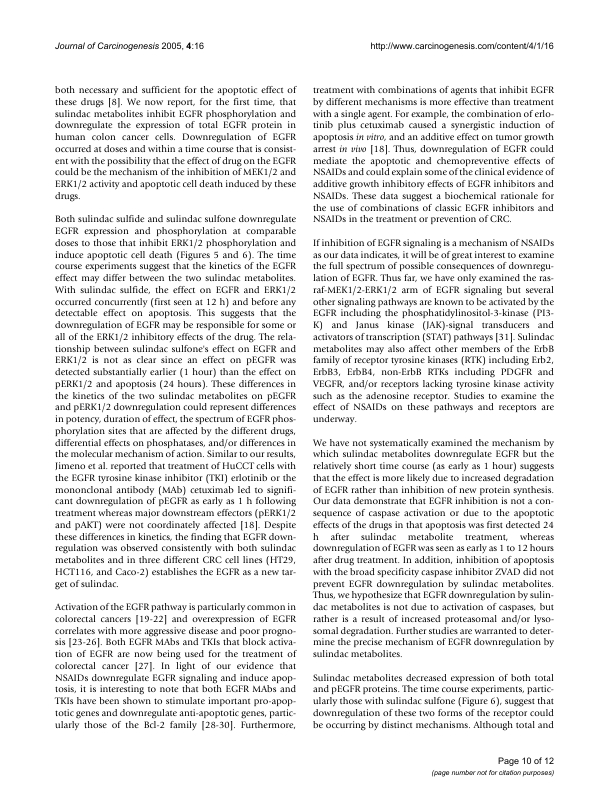 Journal of Carcinogenesis 2005, 4:16
http://www.carcinogenesis.com/content/4/1/16
both necessary and sufficient for the apoptotic effect of
these drugs [8]. We now report, for the first time, that
sulindac metabolites inhibit EGFR phosphorylation and
downregulate the expression of total EGFR protein in
human colon cancer cells. Downregulation of EGFR
occurred at doses and within a time course that is consist-
ent with the possibility that the effect of drug on the EGFR
could be the mechanism of the inhibition of MEK1/2 and
ERK1/2 activity and apoptotic cell death induced by these
drugs.
Both sulindac sulfide and sulindac sulfone downregulate
EGFR expression and phosphorylation at comparable
doses to those that inhibit ERK1/2 phosphorylation and
induce apoptotic cell death (Figures 5 and 6). The time
course experiments suggest that the kinetics of the EGFR
effect may differ between the two sulindac metabolites.
With sulindac sulfide, the effect on EGFR and ERK1/2
occurred concurrently (first seen at 12 h) and before any
detectable effect on apoptosis. This suggests that the
downregulation of EGFR may be responsible for some or
all of the ERK1/2 inhibitory effects of the drug. The rela-
tionship between sulindac sulfone's effect on EGFR and
ERK1/2 is not as clear since an effect on pEGFR was
detected substantially earlier (1 hour) than the effect on
pERK1/2 and apoptosis (24 hours). These differences in
the kinetics of the two sulindac metabolites on pEGFR
and pERK1/2 downregulation could represent differences
in potency, duration of effect, the spectrum of EGFR phos-
phorylation sites that are affected by the different drugs,
differential effects on phosphatases, and/or differences in
the molecular mechanism of action. Similar to our results,
Jimeno et al. reported that treatment of HuCCT cells with
the EGFR tyrosine kinase inhibitor (TKI) erlotinib or the
mononclonal antibody (MAb) cetuximab led to signifi-
cant downregulation of pEGFR as early as 1 h following
treatment whereas major downstream effectors (pERK1/2
and pAKT) were not coordinately affected [18]. Despite
these differences in kinetics, the finding that EGFR down-
regulation was observed consistently with both sulindac
metabolites and in three different CRC cell lines (HT29,
HCT116, and Caco-2) establishes the EGFR as a new tar-
get of sulindac.
Activation of the EGFR pathway is particularly common in
colorectal cancers [19-22] and overexpression of EGFR
correlates with more aggressive disease and poor progno-
sis [23-26]. Both EGFR MAbs and TKIs that block activa-
tion of EGFR are now being used for the treatment of
colorectal cancer [27]. In light of our evidence that
NSAIDs downregulate EGFR signaling and induce apop-
tosis, it is interesting to note that both EGFR MAbs and
TKIs have been shown to stimulate important pro-apop-
totic genes and downregulate anti-apoptotic genes, partic-
ularly those of the Bcl-2 family [28-30]. Furthermore,
treatment with combinations of agents that inhibit EGFR
by different mechanisms is more effective than treatment
with a single agent. For example, the combination of erlo-
tinib plus cetuximab caused a synergistic induction of
apoptosis in vitro, and an additive effect on tumor growth
arrest in vivo [18]. Thus, downregulation of EGFR could
mediate the apoptotic and chemopreventive effects of
NSAIDs and could explain some of the clinical evidence of
additive growth inhibitory effects of EGFR inhibitors and
NSAIDs. These data suggest a biochemical rationale for
the use of combinations of classic EGFR inhibitors and
NSAIDs in the treatment or prevention of CRC.
If inhibition of EGFR signaling is a mechanism of NSAIDs
as our data indicates, it will be of great interest to examine
the full spectrum of possible consequences of downregu-
lation of EGFR. Thus far, we have only examined the ras-
raf-MEK1/2-ERK1/2 arm of EGFR signaling but several
other signaling pathways are known to be activated by the
EGFR including the phosphatidylinositol-3-kinase (PI3-
K) and Janus kinase (JAK)-signal transducers and
activators of transcription (STAT) pathways [31]. Sulindac
metabolites may also affect other members of the ErbB
family of receptor tyrosine kinases (RTK) including Erb2,
ErbB3, ErbB4, non-ErbB RTKs including PDGFR and
VEGFR, and/or receptors lacking tyrosine kinase activity
such as the adenosine receptor. Studies to examine the
effect of NSAIDs on these pathways and receptors are
underway.
We have not systematically examined the mechanism by
which sulindac metabolites downregulate EGFR but the
relatively short time course (as early as 1 hour) suggests
that the effect is more likely due to increased degradation
of EGFR rather than inhibition of new protein synthesis.
Our data demonstrate that EGFR inhibition is not a con-
sequence of caspase activation or due to the apoptotic
effects of the drugs in that apoptosis was first detected 24
h after sulindac metabolite treatment, whereas
downregulation of EGFR was seen as early as 1 to 12 hours
after drug treatment. In addition, inhibition of apoptosis
with the broad specificity caspase inhibitor ZVAD did not
prevent EGFR downregulation by sulindac metabolites.
Thus, we hypothesize that EGFR downregulation by sulin-
dac metabolites is not due to activation of caspases, but
rather is a result of increased proteasomal and/or lyso-
somal degradation. Further studies are warranted to deter-
mine the precise mechanism of EGFR downregulation by
sulindac metabolites.
Sulindac metabolites decreased expression of both total
and pEGFR proteins. The time course experiments, partic-
ularly those with sulindac sulfone (Figure 6), suggest that
downregulation of these two forms of the receptor could
be occurring by distinct mechanisms. Although total and
Page 10 of 12
(page number not for citation purposes)